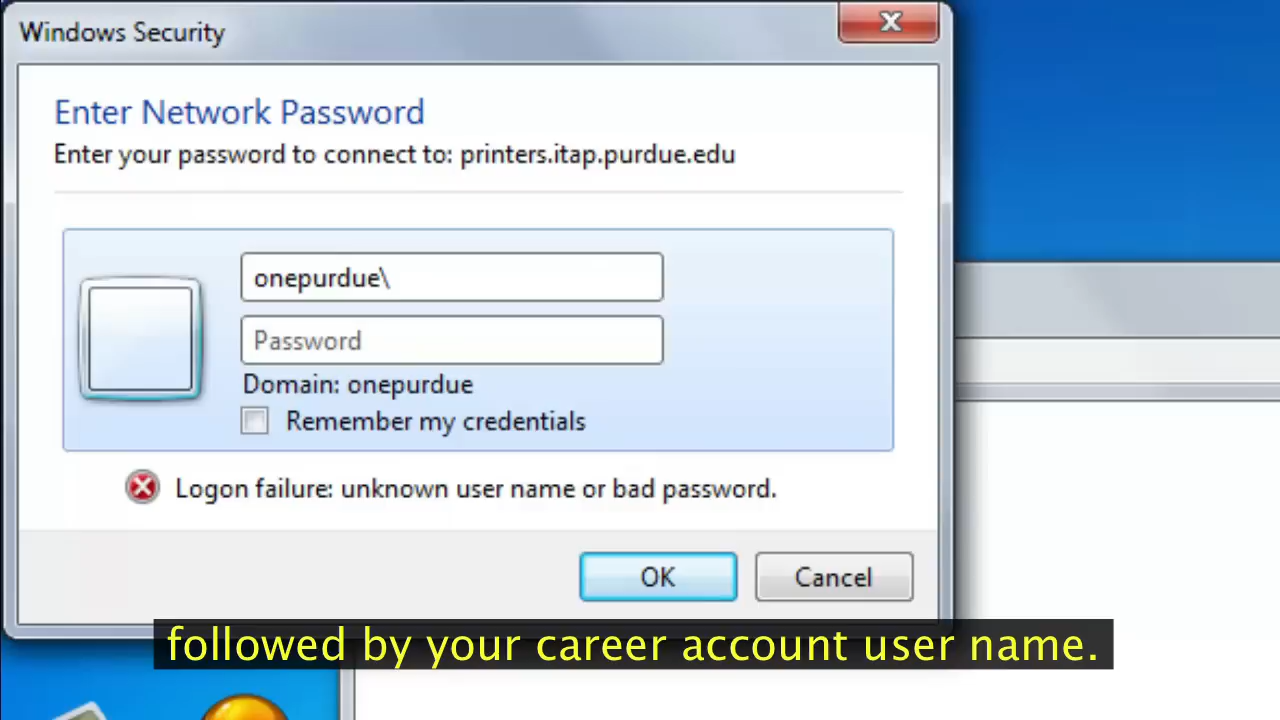 Windows Security
Enter Network Password
Enter your password to connect to: printers.itap.purdue.edu
onepurdue\
Password
Domain: onepurdue
Remember my credentials
Logon failure: unknown user name or bad password.
OK
Cancel
followed by your career account user name.